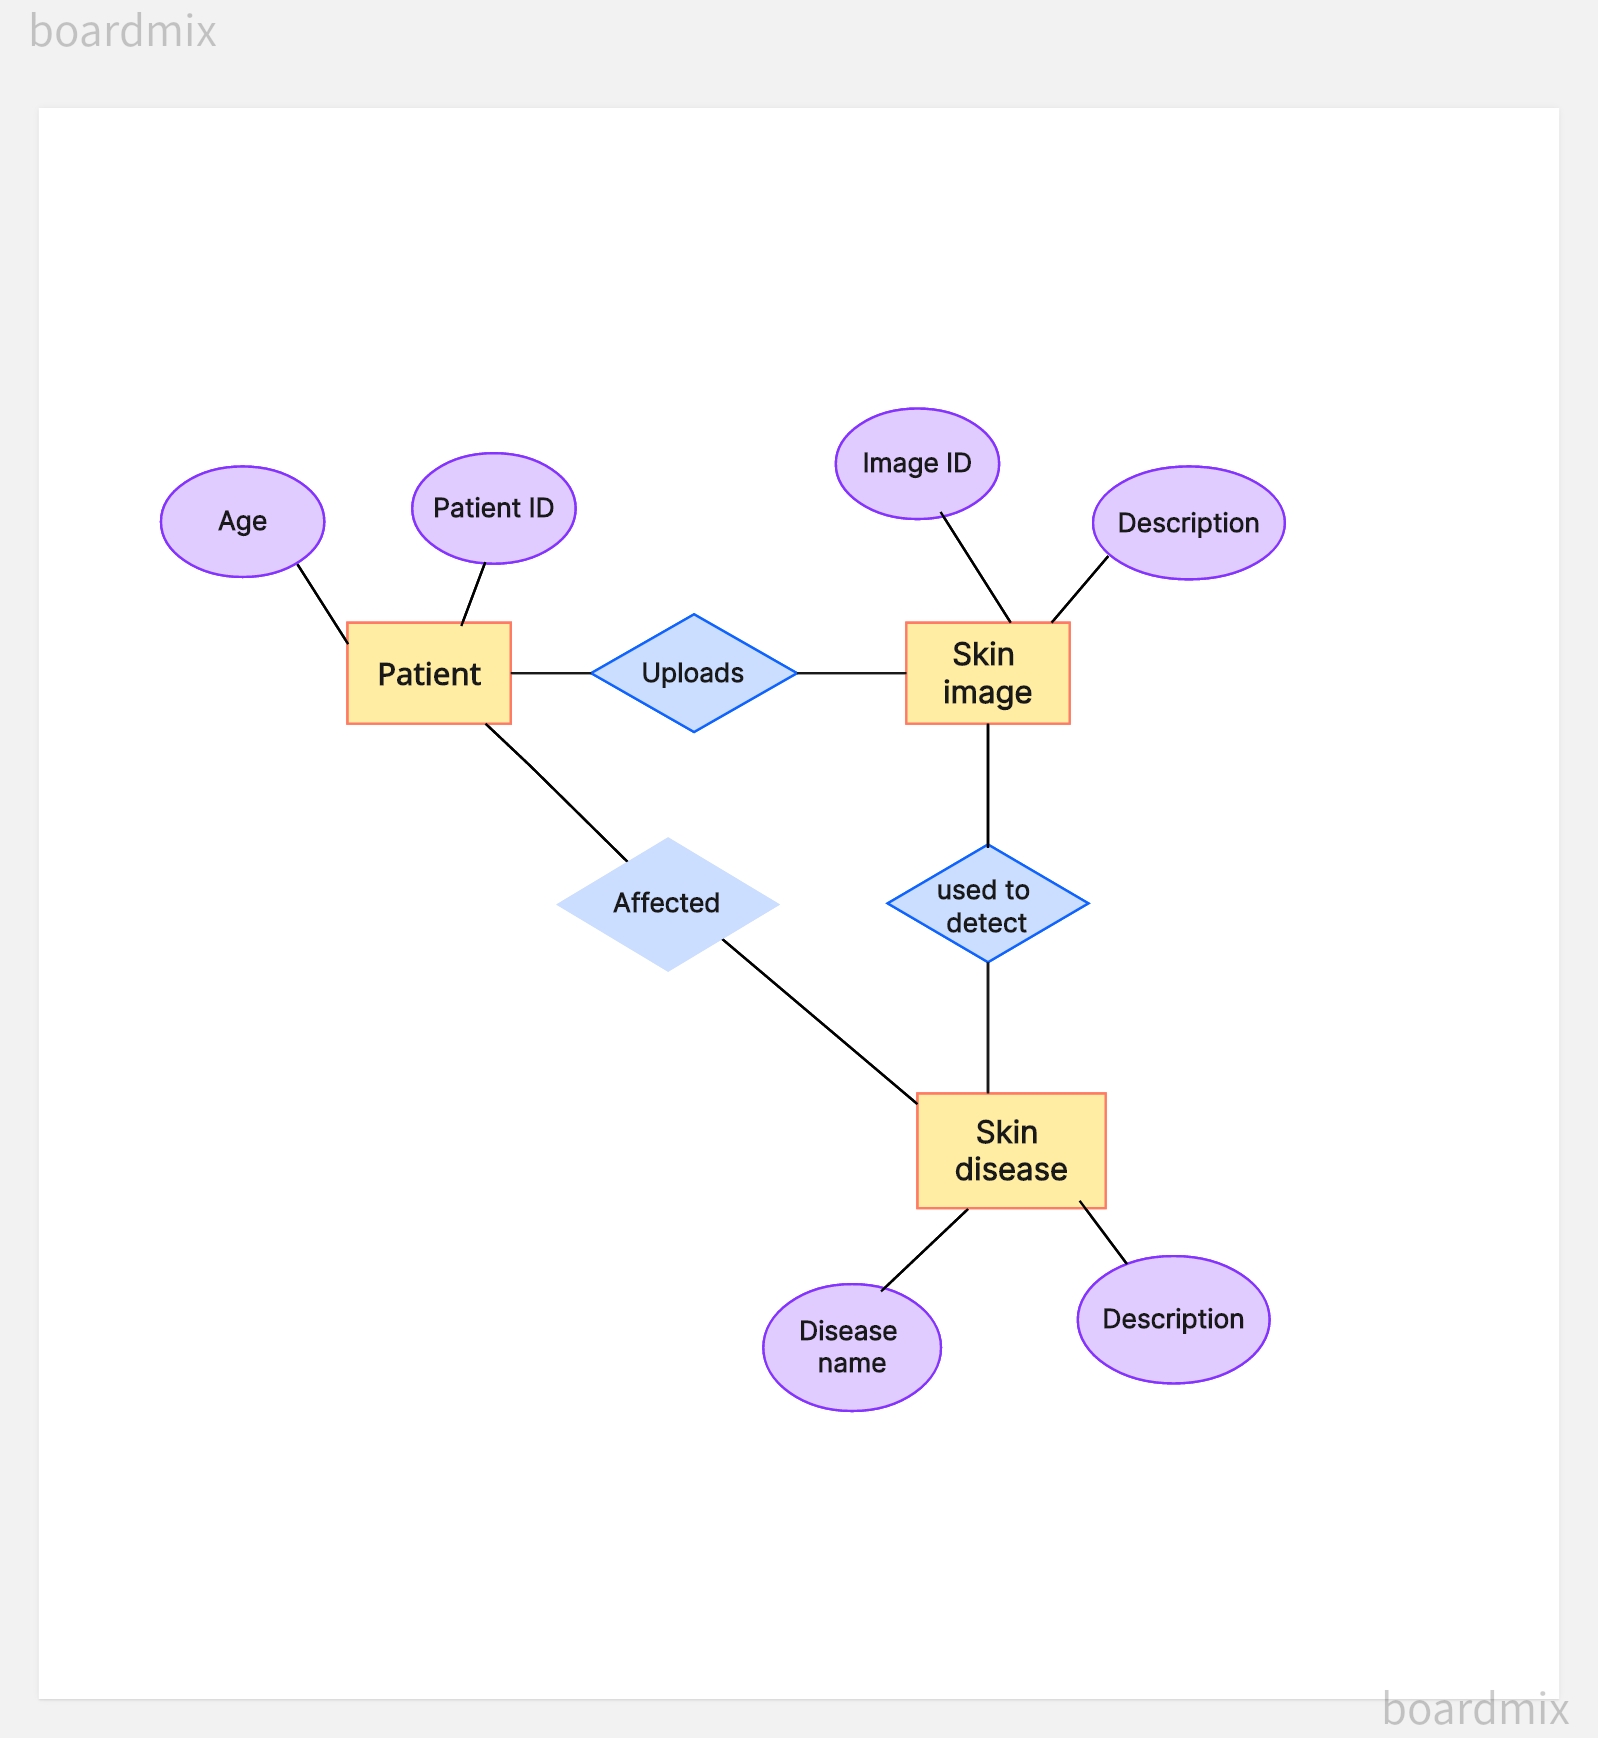 boardmix
Image ID
Age
Patient ID
Description
Patient
Uploads
Skin
image
Affected
used to
detect
Skin
disease
Disease
name
Description
boardmix